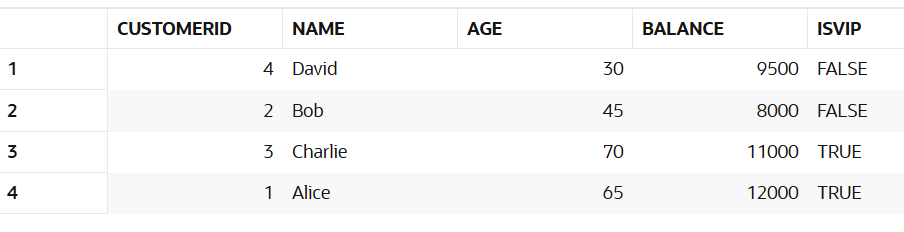 CUSTOMERID NAME AGE BALANCE ISVIP
1 4 David 30 9500 FALSE
2 2 Bob 45 8000 FALSE
3 3 Charlie 70 11000 TRUE
4 1 Alice 65 12000 TRUE